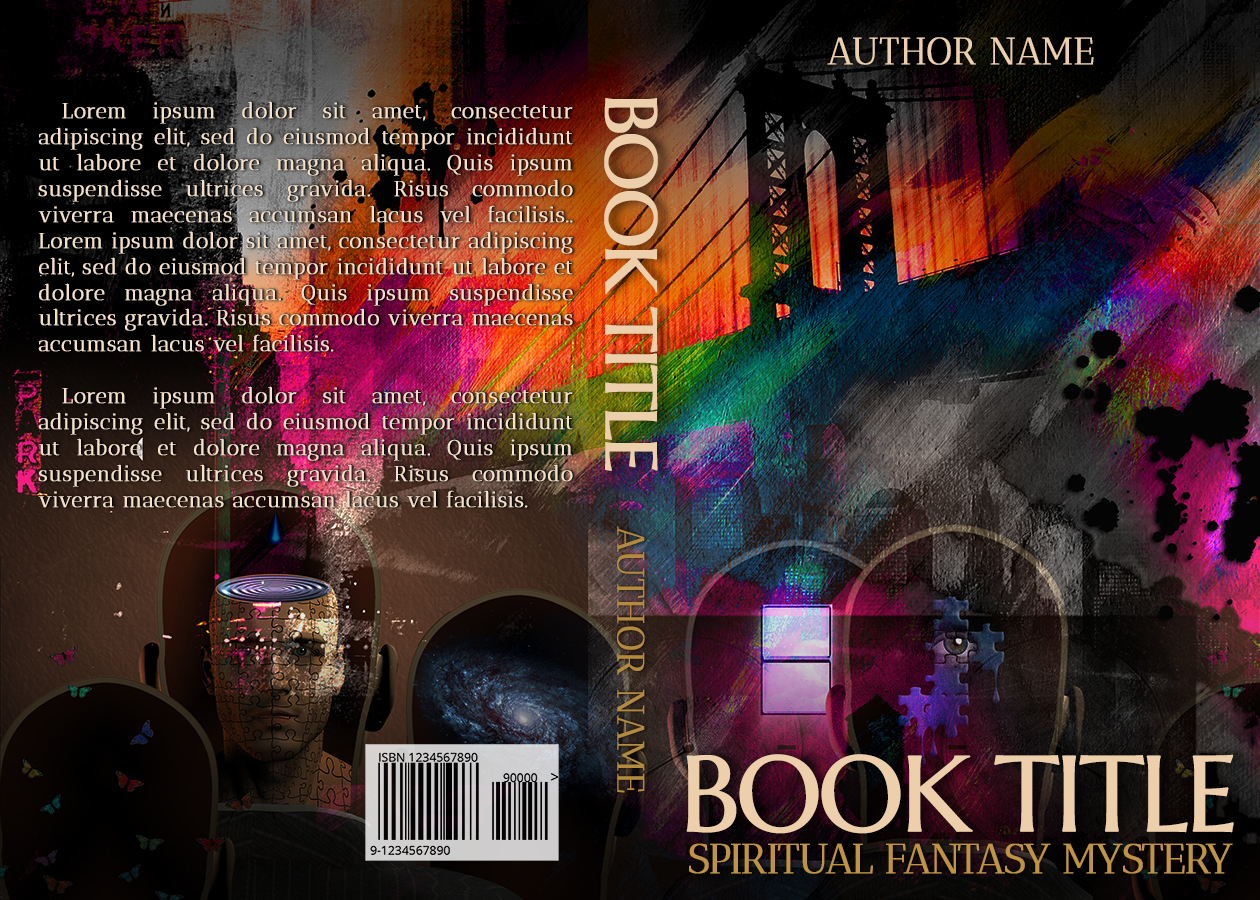 Lorem ipsum dolor sit amet, consectetur
adipiscing elit, sed do eiusmod tempor incididunt
ut labore et dolore magna aliqua. Quis ipsum
suspendisse ultrices gravida. Risus commodo
viverra maecenas accumsan lacus vel facilisis..
Lorem ipsum dolor sit amet, consectetur adipiscing
elit, sed do eiusmod tempor incididunt ut labore et
dolore magna aliqua. Quis ipsum suspendisse
ultrices gravida. Risus commodo viverra maecenas
accumsan lacus vel facilisis.
Lorem ipsum dolor sit amet, consectetur
adipiscing elit, sed do eiusmod tempor incididunt
ut labore et dolore magna aliqua. Quis ipsum
suspendisse ultrices gravida. Risus commodo
viverra maecenas accumsan lacus vel facilisis.
ISBN 1234567890
90000 >
9-1234567890
BOOK TITLE
AUTHOR NAME
AUTHOR NAME
BOOK TITLE
SPIRITUAL FANTASY MYSTERY